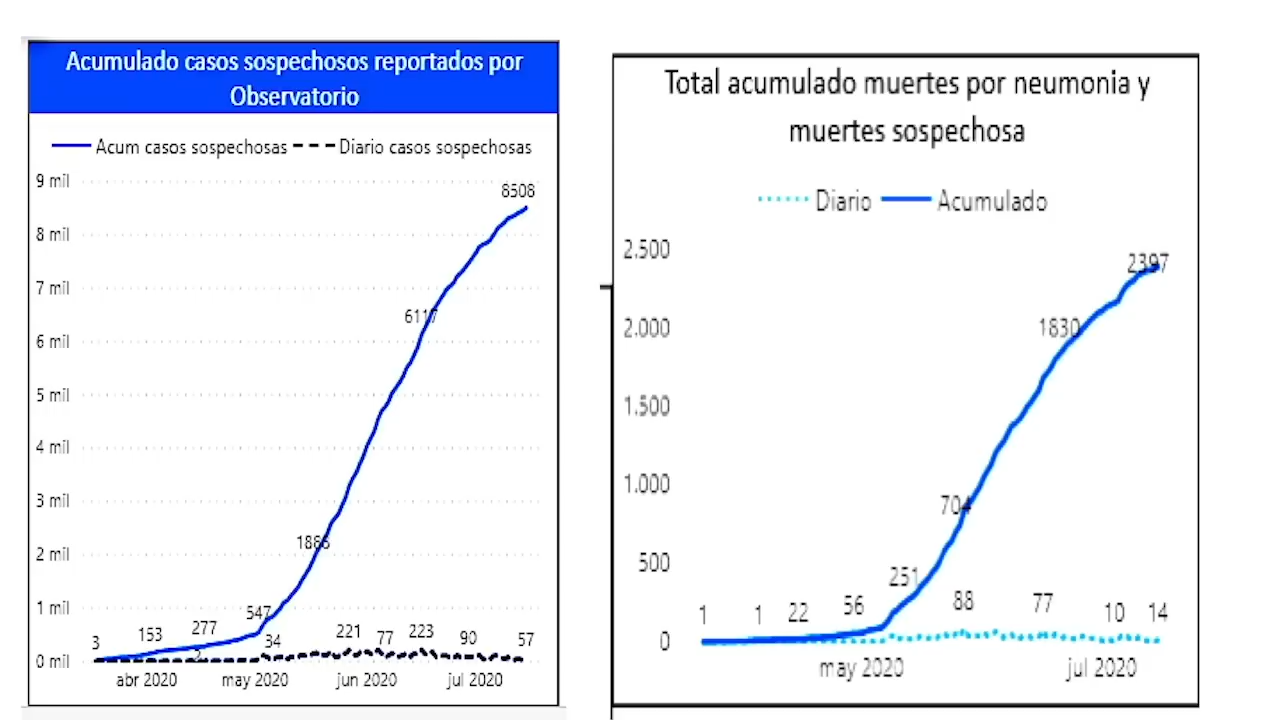 Acumulado casos sospechosos reportados por
Observatorio
Acum casos sospechosas
Diario casos sospechosas
9 mil
8 mil
7 mil
6 mil
5 mil
4 mil
3 mil
2 mil
1 mil
0 mil
3
153
277
2
547
34
1886
221
77
6117
223
90
8508
57
abr 2020
may 2020
jun 2020
jul 2020
Total acumulado muertes por neumonia y
muertes sospechosa
Diario
Acumulado
2.500
2.000
1.500
1.000
500
0
1
1
22
56
251
704
88
77
1830
10
2397
14
may 2020
jul 2020